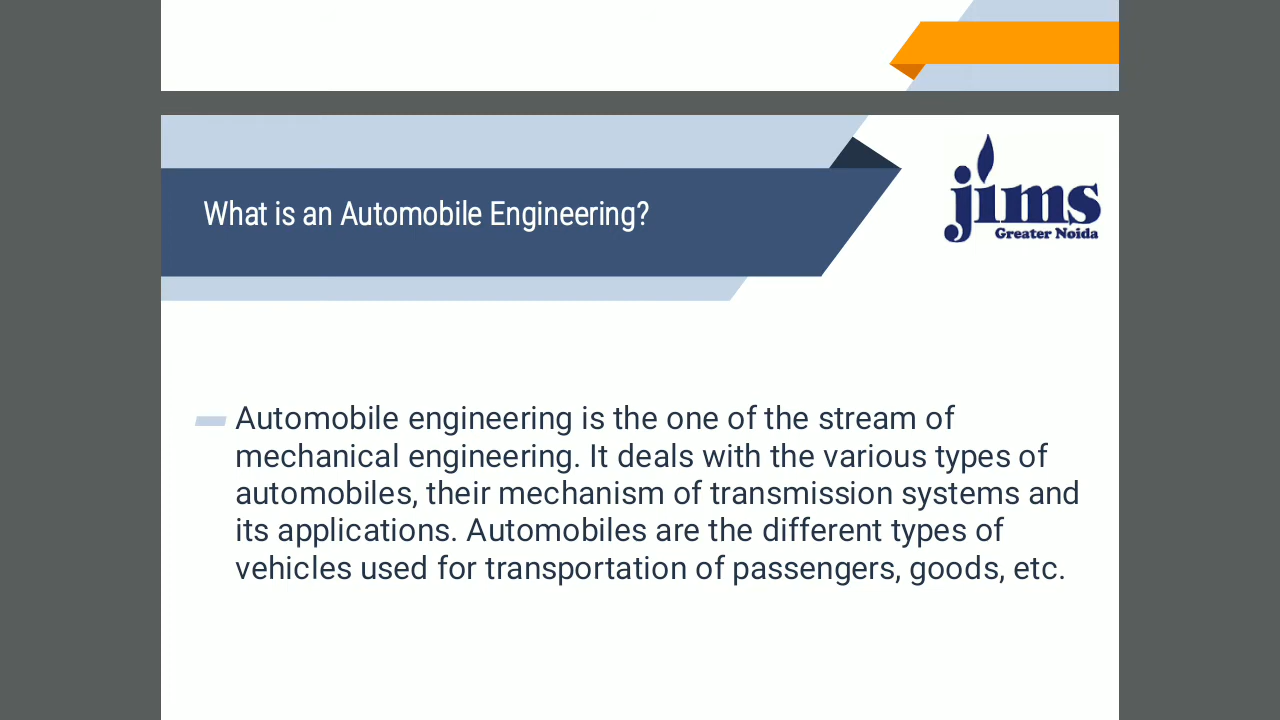 What is an Automobile Engineering?
jims
Greater Noida
Automobile engineering is the one of the stream of
mechanical engineering. It deals with the various types of
automobiles, their mechanism of transmission systems and
its applications. Automobiles are the different types of
vehicles used for transportation of passengers, goods, etc.